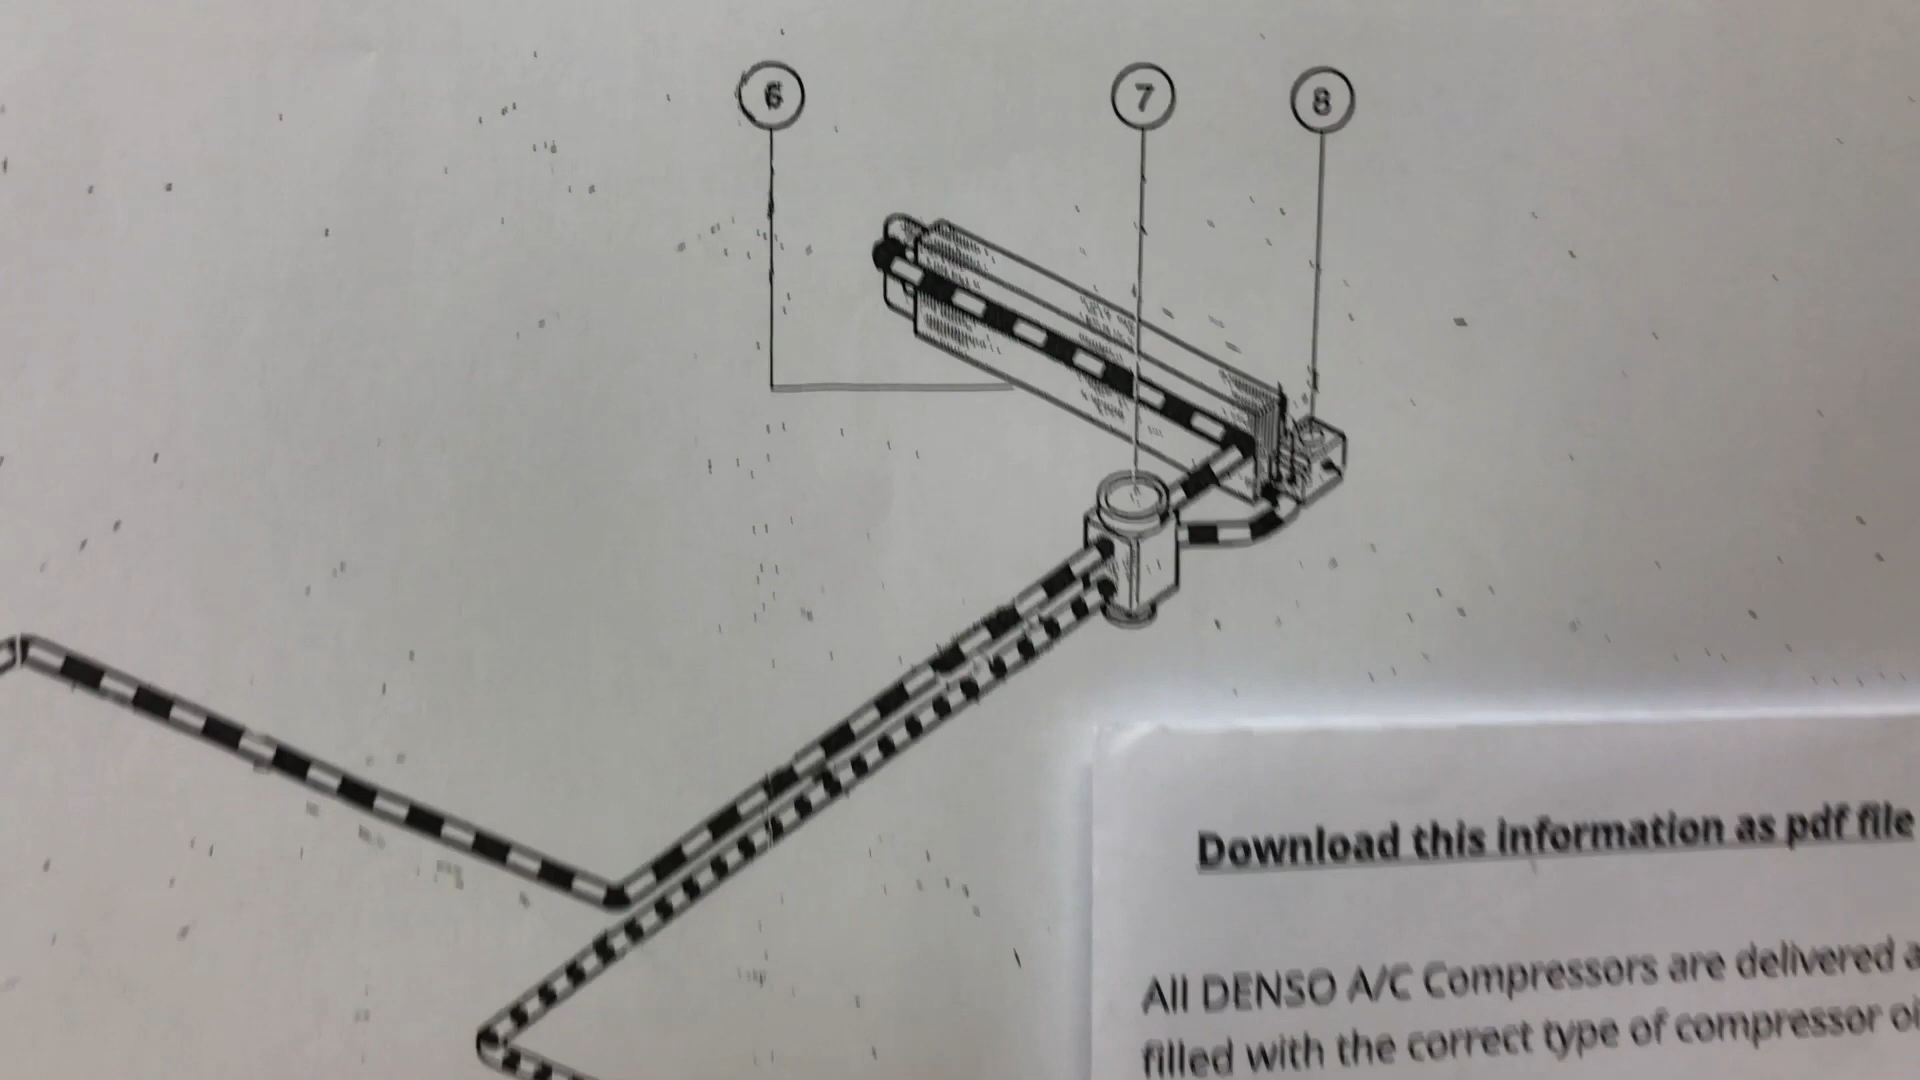 6 7 8
Download this information as pdf file
All DENSO A/C Compressors are delivered
filled with the correct type of compressor